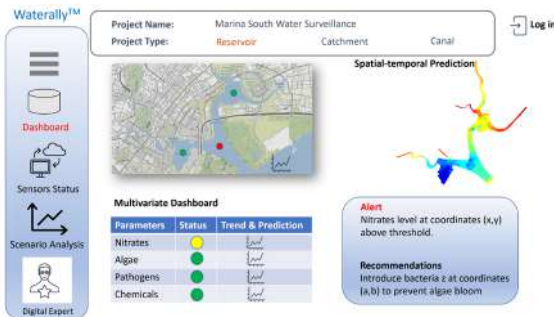 Waterally™
Project Name: Marina South Water Surveillance
Project Type: Reservoir Catchment Canal
Log in
Dashboard
Sensors Status
Scenario Analysis
Digital Expert
Spatial-temporal Prediction
Multivariate Dashboard
Parameters Status Trend & Prediction
Nitrates
Algae
Pathogens
Chemicals
Alert
Nitrates level at coordinates (x,y)
above threshold.
Recommendations
Introduce bacteria z at coordinates
(a,b) to prevent algae bloom